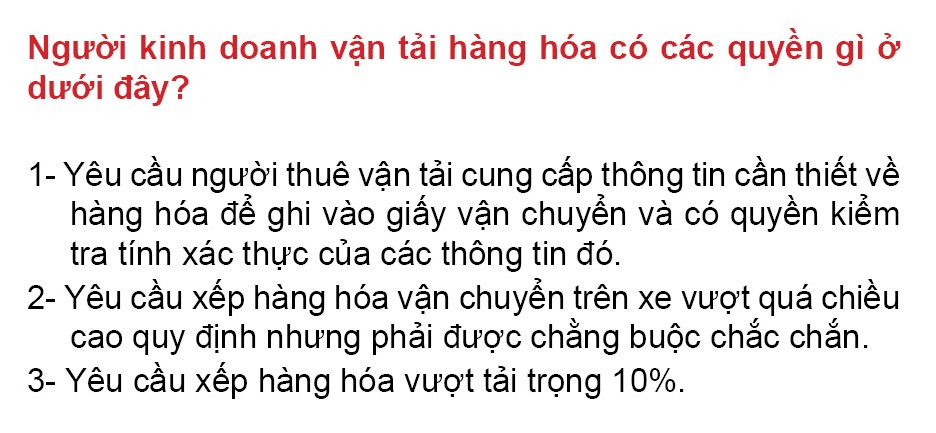 Người kinh doanh vận tải hàng hóa có các quyền gì ở
dưới đây?
1- Yêu cầu người thuê vận tải cung cấp thông tin cần thiết về
hàng hóa để ghi vào giấy vận chuyển và có quyền kiểm
tra tính xác thực của các thông tin đó.
2- Yêu cầu xếp hàng hóa vận chuyển trên xe vượt quá chiều
cao quy định nhưng phải được chằng buộc chắc chắn.
3- Yêu cầu xếp hàng hóa vượt tải trọng 10%.